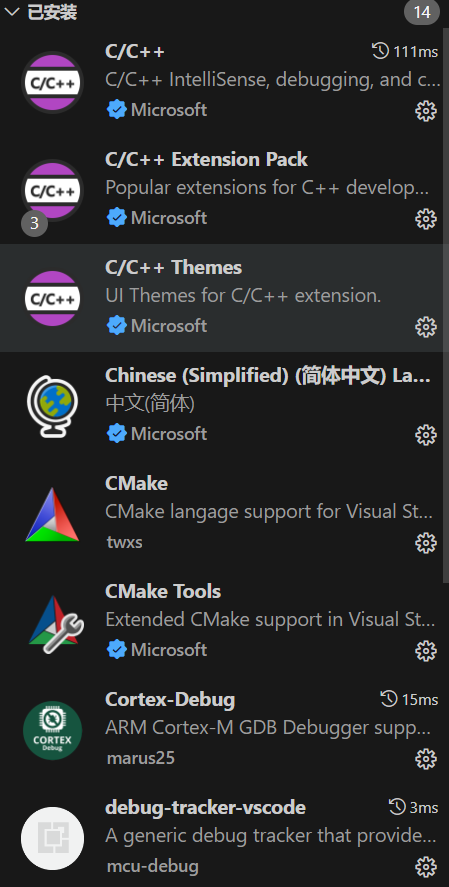 已安装 14
C/C++ 111ms
C/C++ IntelliSense, debugging, and c...
Microsoft
C/C++
C/C++ Extension Pack
Popular extensions for C++ develop...
Microsoft
C/C++
3
C/C++ Themes
UI Themes for C/C++ extension.
Microsoft
C/C++
Chinese (Simplified) (简体中文) La...
中文(简体)
Microsoft
CMake
CMake langage support for Visual St...
twxs
CMake Tools
Extended CMake support in Visual St...
Microsoft
Cortex-Debug 15ms
ARM Cortex-M GDB Debugger supp...
marus25
CORTEX
Debug
debug-tracker-vscode 3ms
A generic debug tracker that provide...
mcu-debug